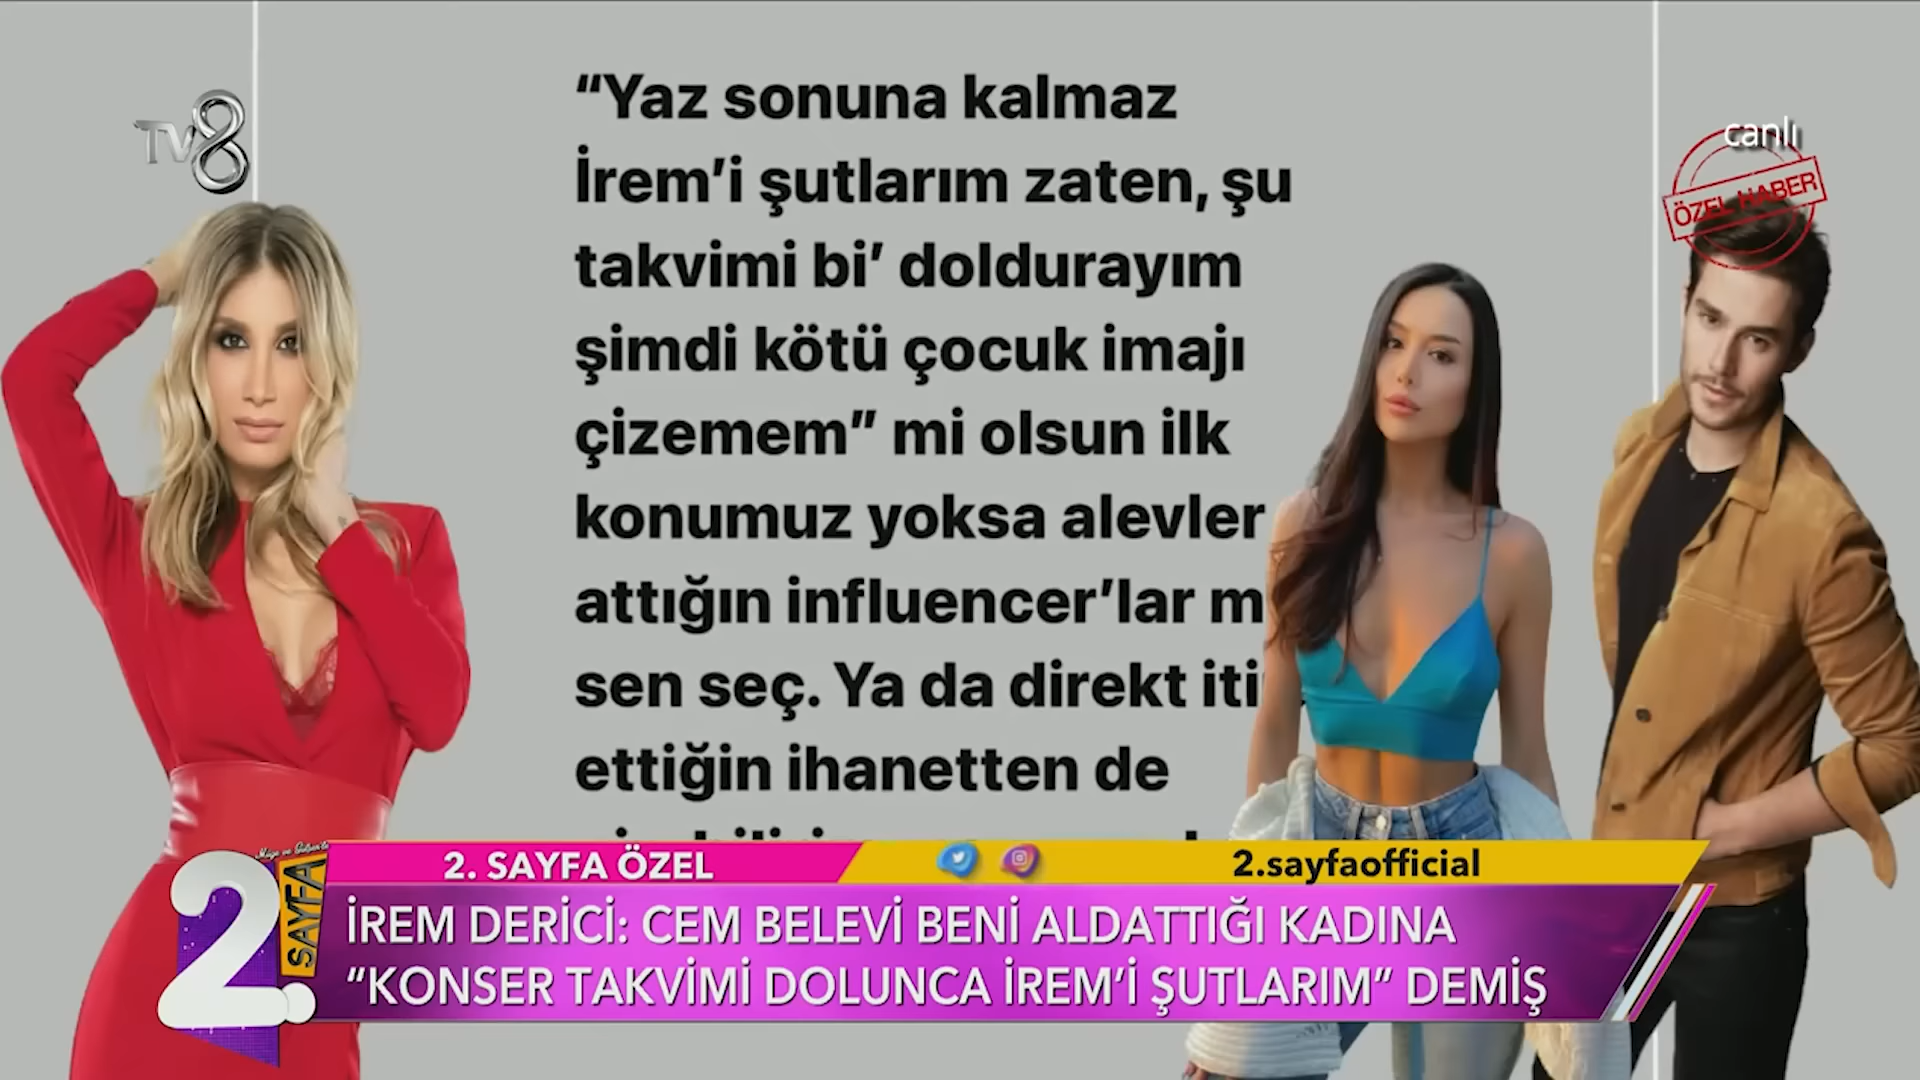 TV8
canlı
ÖZEL HABER
“Yaz sonuna kalmaz
İrem’i şutlarım zaten, şu
takvimi bi’ doldurayım
şimdi kötü çocuk imajı
çizemem” mi olsun ilk
konumuz yoksa alevler
attığın influencer’lar
sen seç. Ya da direkt
ettiğin ihanetten de
2. SAYFA ÖZEL
2.sayfaofficial
2. SAYFA
İREM DERİCİ: CEM BELEVİ BENİ ALDATTIĞI KADINA
“KONSER TAKVİMİ DOLUNCA İREM’İ ŞUTLARIM” DEMİŞ